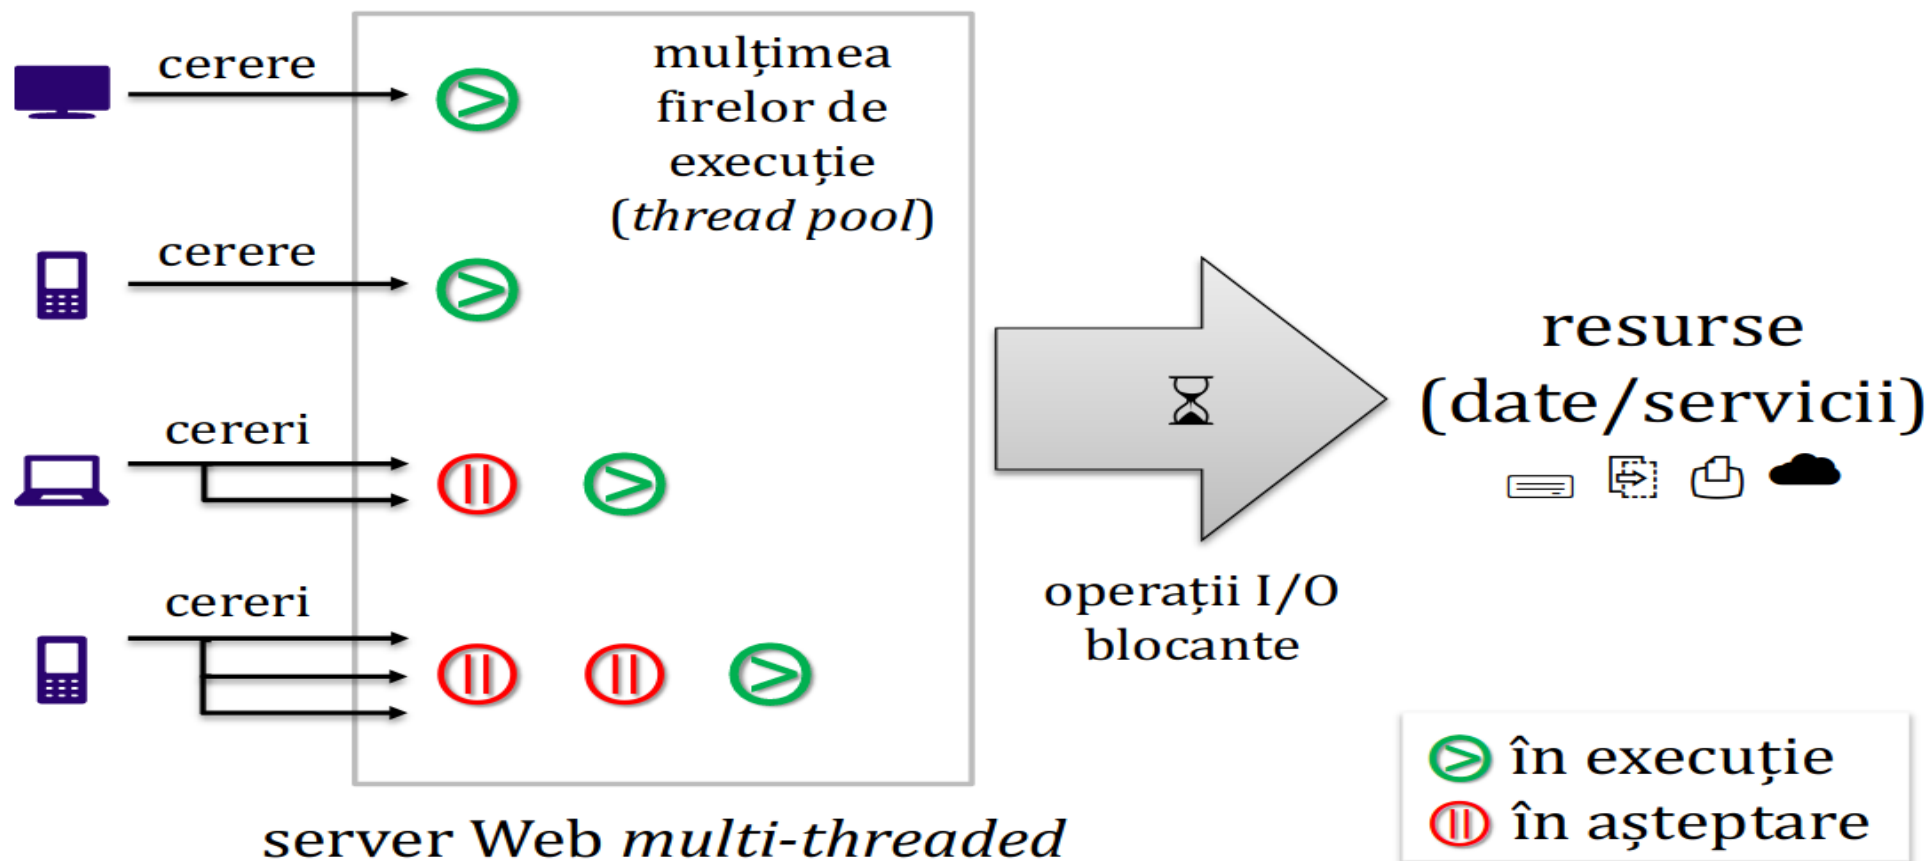 cerere
mulțimea
firelor de
execuție
(thread pool)
cerere
cereri
cereri
resurse
(date/servicii)
operații I/O
blocante
în execuție
în așteptare
server Web multi-threaded